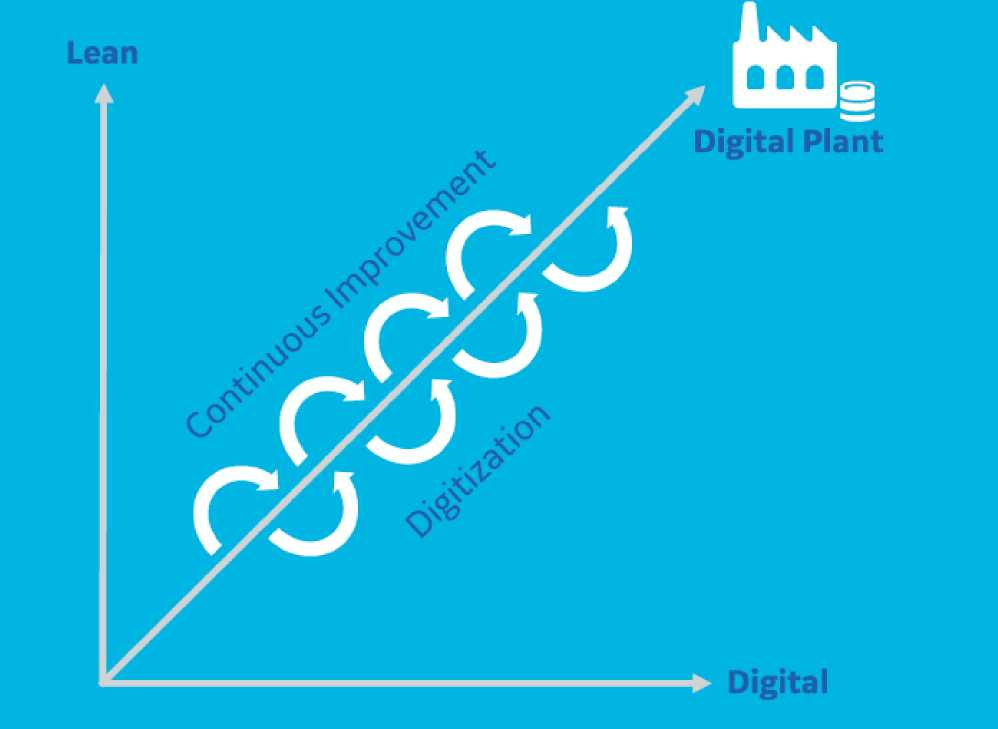 Lean
Digital Plant
Continuous Improvement
Digitization
Digital